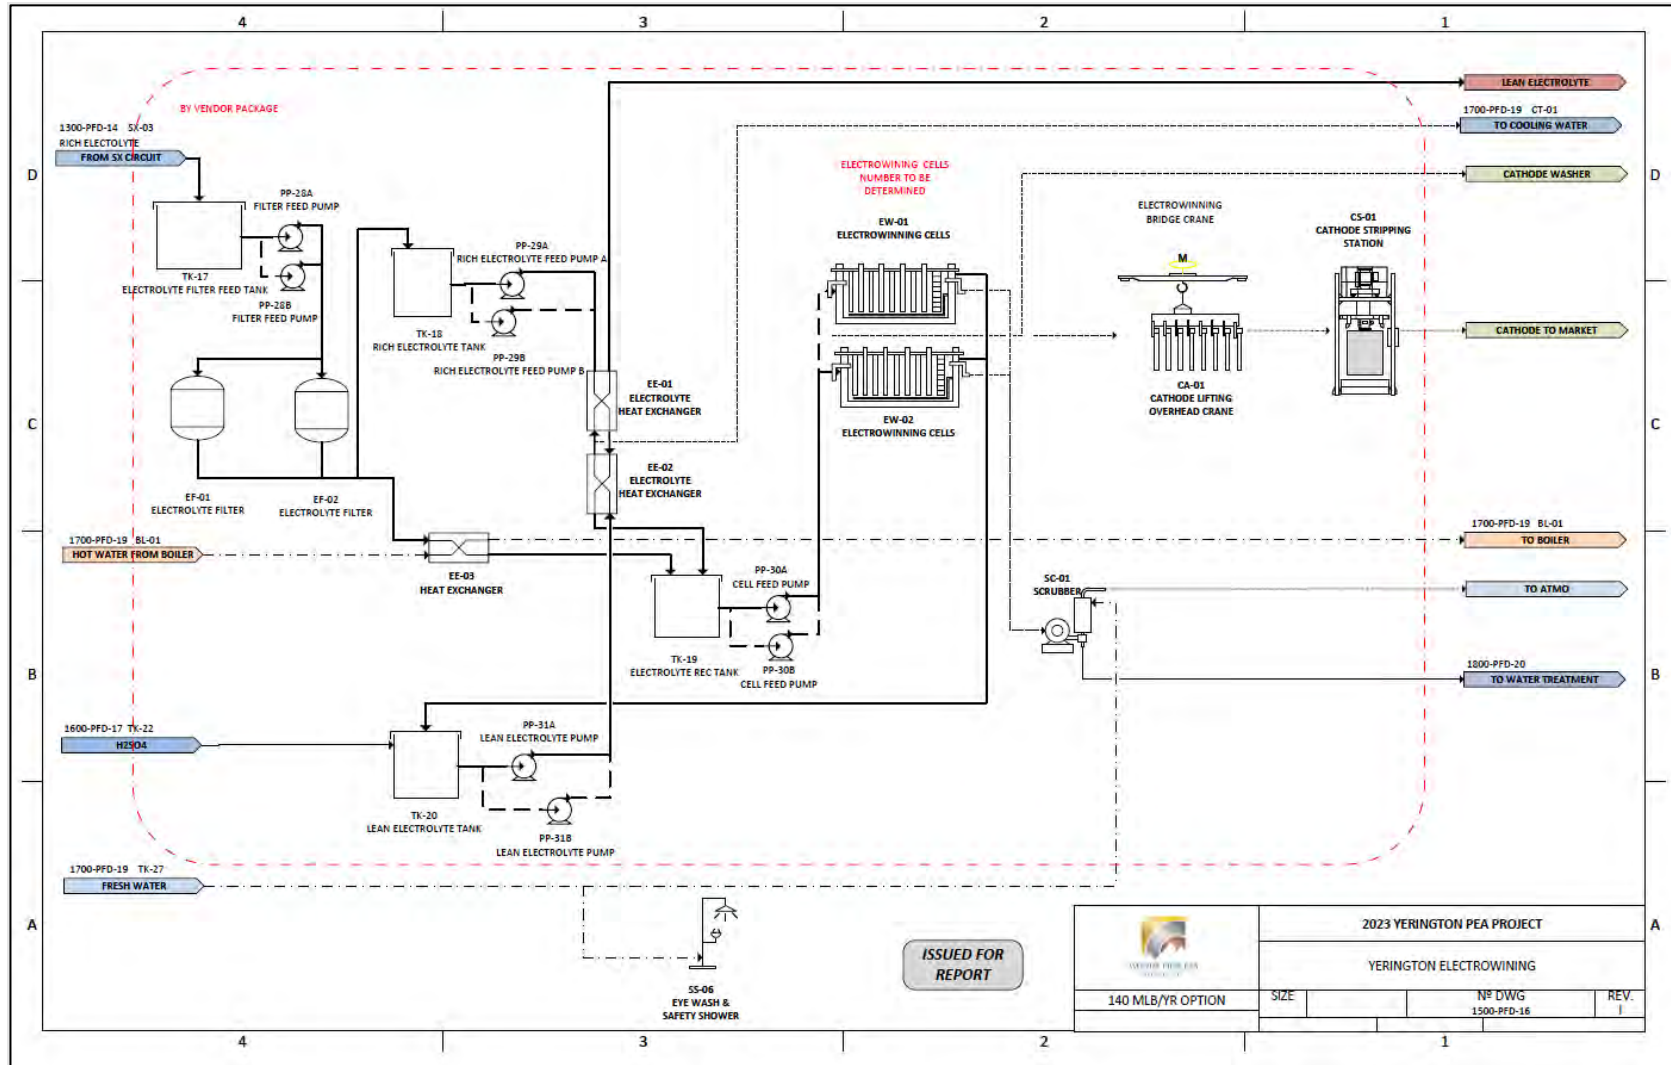 4
3
2
1
D
C
B
A
D
C
B
A
4
3
2
1
BY VENDOR PACKAGE
1300-PFD-14 SX-03
RICH ELECTOLYTE
FROM SX CIRCUIT
PP-28A
FILTER FEED PUMP
TK-17
ELECTROLYTE FILTER FEED TANK
PP-28B
FILTER FEED PUMP
PP-29A
RICH ELECTROLYTE FEED PUMP A
TK-18
RICH ELECTROLYTE TANK
PP-29B
RICH ELECTROLYTE FEED PUMP B
EE-01
ELECTROLYTE
HEAT EXCHANGER
EE-02
ELECTROLYTE
HEAT EXCHANGER
EF-01
ELECTROLYTE FILTER
EF-02
ELECTROLYTE FILTER
1700-PFD-19 BL-01
HOT WATER FROM BOILER
EE-03
HEAT EXCHANGER
ELECTROWINING CELLS
NUMBER TO BE
DETERMINED
EW-01
ELECTROWINNING CELLS
EW-02
ELECTROWINNING CELLS
ELECTROWINNING
BRIDGE CRANE
M
CA-01
CATHODE LIFTING
OVERHEAD CRANE
CS-01
CATHODE STRIPPING
STATION
LEAN ELECTROLYTE
1700-PFD-19 CT-01
TO COOLING WATER
CATHODE WASHER
CATHODE TO MARKET
1700-PFD-19 BL-01
TO BOILER
TO ATMO
1800-PFD-20
TO WATER TREATMENT
SC-01
SCRUBBER
PP-30A
CELL FEED PUMP
TK-19
ELECTROLYTE REC TANK
PP-30B
CELL FEED PUMP
1600-PFD-17 TK-22
H2SO4
PP-31A
LEAN ELECTROLYTE PUMP
TK-20
LEAN ELECTROLYTE TANK
PP-31B
LEAN ELECTROLYTE PUMP
1700-PFD-19 TK-27
FRESH WATER
SS-06
EYE WASH &
SAFETY SHOWER
ISSUED FOR
REPORT
2023 YERINGTON PEA PROJECT
YERINGTON ELECTROWINING
140 MLB/YR OPTION
SIZE
Nº DWG
1500-PFD-16
REV.
I